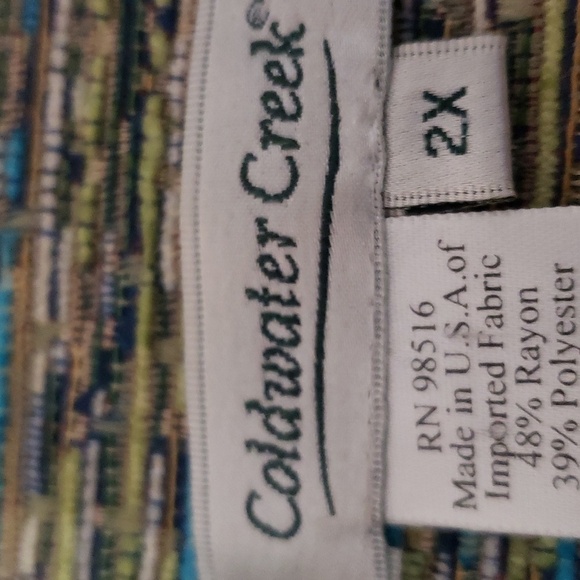 Coldwater Creek®
2X
RN 98516
Made in U.S.A.of
Imported Fabric
48% Rayon
39% Polyester